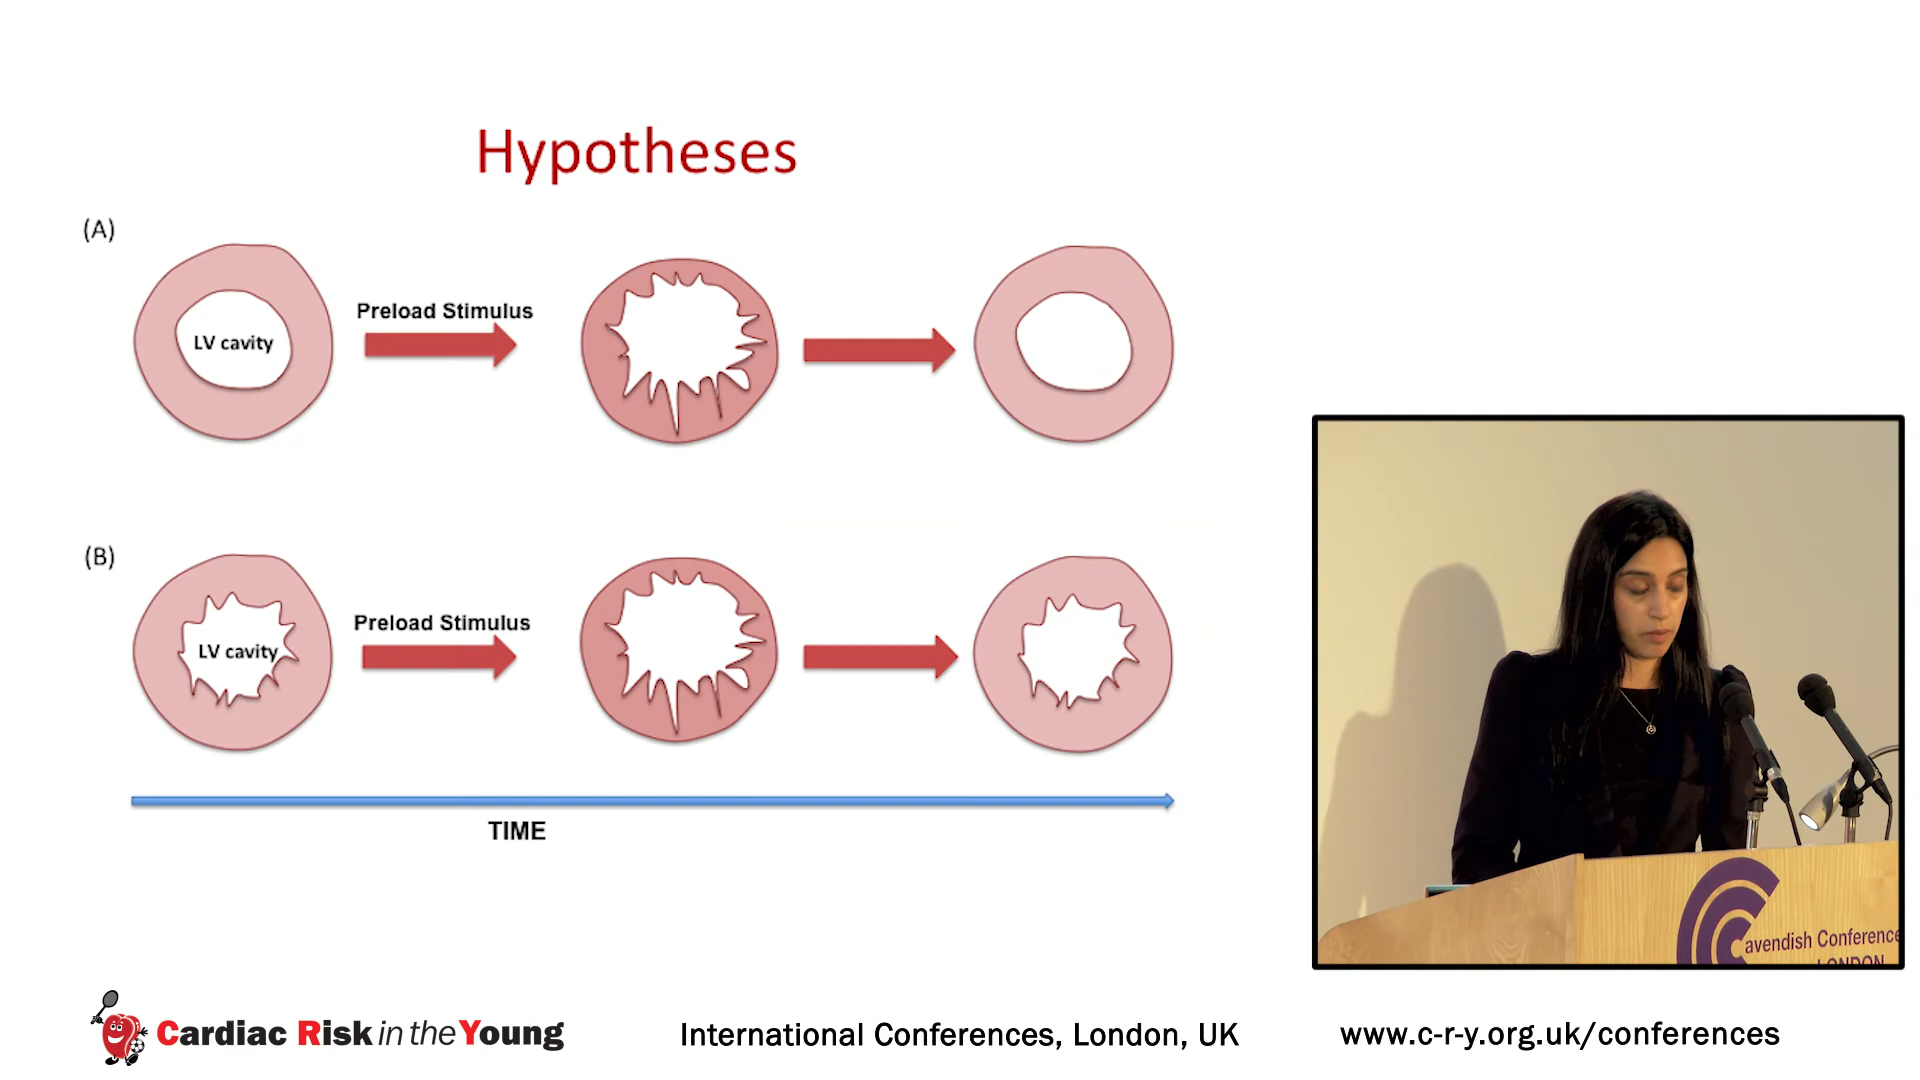 Hypotheses
(A)
Preload Stimulus
LV cavity
(B)
Preload Stimulus
LV cavity
TIME
avendish Conference
LONDON
Cardiac Risk in the Young
International Conferences, London, UK
www.c-r-y.org.uk/conferences